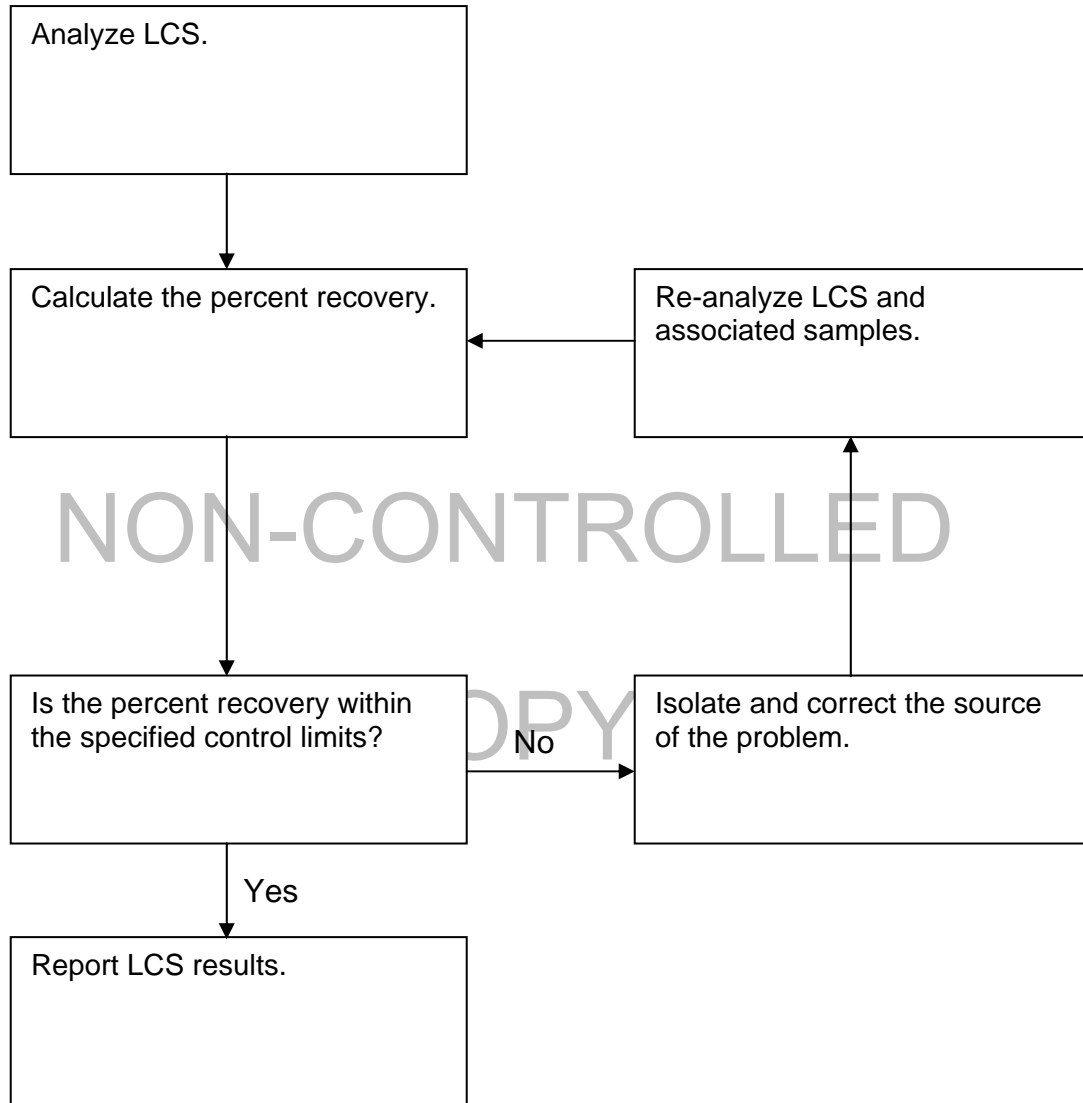 Analyze LCS.
Calculate the percent recovery.
Re-analyze LCS and
associated samples.
NON-CONTROLLED
Is the percent recovery within
the specified control limits?
No
Isolate and correct the source
of the problem.
OPY
Yes
Report LCS results.